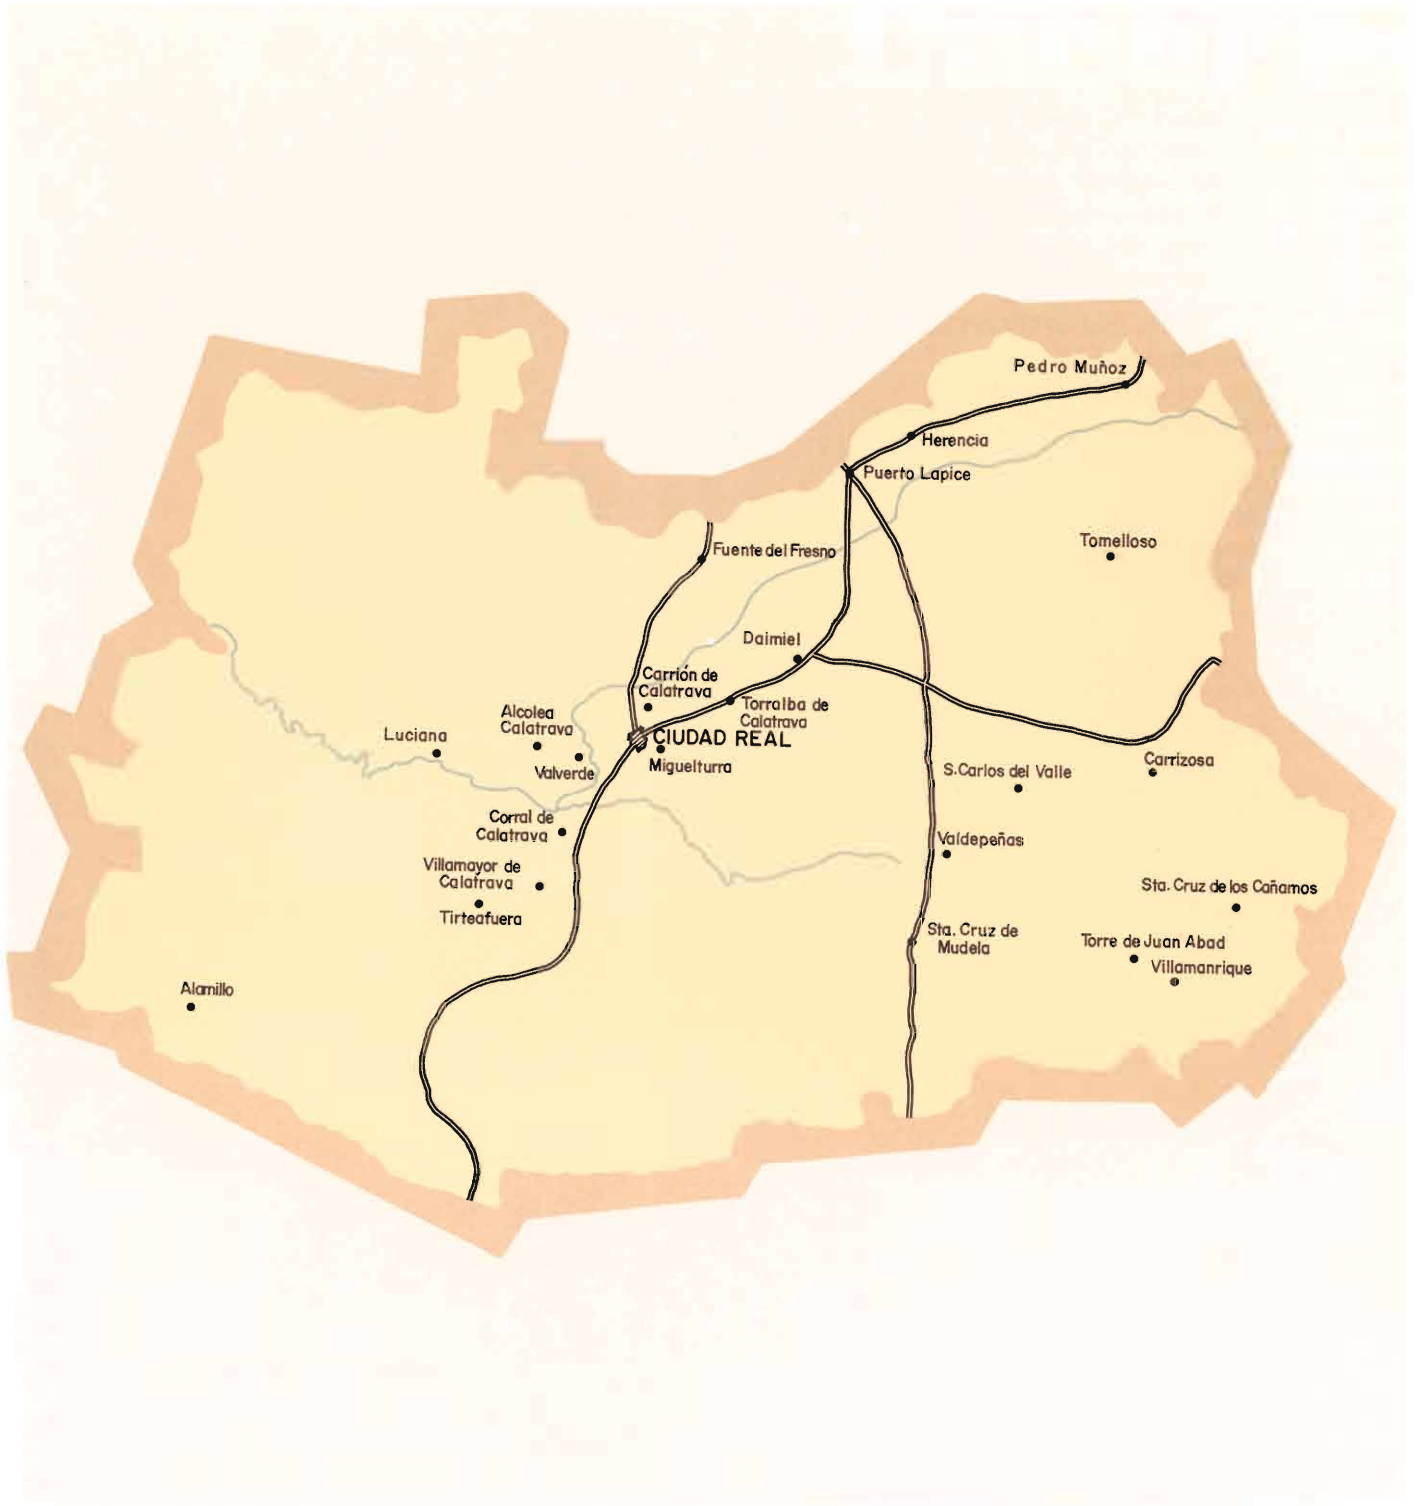 Pedro Muñoz
Herencia
Puerto Lapice
Tomelloso
Fuente del Fresno
Daimiel
Carrión de
Calatrava
Torralba de
Calatrava
Alcolea
Calatrava
Luciana
CIUDAD REAL
Valverde
Miguelturra
Carrizosa
S.Carlos del Valle
Corral de
Calatrava
Valdepeñas
Villamayor de
Calatrava
Sta. Cruz de los Cañamos
Tirteafuera
Sta. Cruz de
Mudela
Torre de Juan Abad
Villamanrique
Alamillo